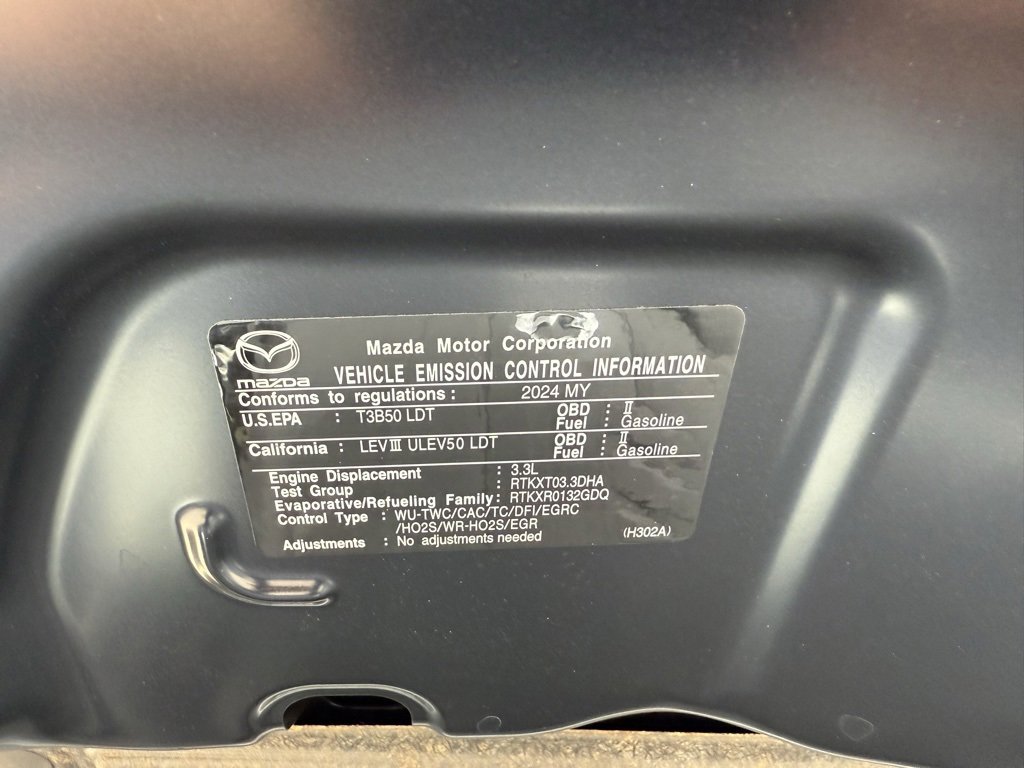 mazda
Mazda Motor Corporation
VEHICLE EMISSION CONTROL INFORMATION
Conforms to regulations : 2024 MY
U.S.EPA : T3B50 LDT OBD : II
Fuel : Gasoline
California : LEVIII ULEV50 LDT OBD : II
Fuel : Gasoline
Engine Displacement : 3.3L
Test Group : RTKXT03.3DHA
Evaporative/Refueling Family : RTKXR0132GDQ
Control Type : WU-TWC/CAC/TC/DFI/EGRC
/HO2S/WR-HO2S/EGR
Adjustments : No adjustments needed (H302A)